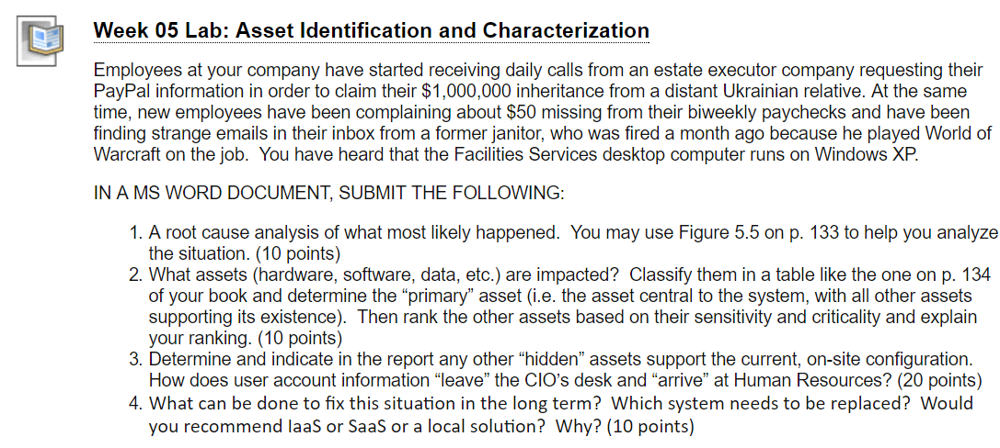 Week 05 Lab: Asset Identification and Characterization
Employees at your company have started receiving daily calls from an estate executor company requesting their
PayPal information in order to claim their $1,000,000 inheritance from a distant Ukrainian relative. At the same
time, new employees have been complaining about $50 missing from their biweekly paychecks and have been
finding strange emails in their inbox from a former janitor, who was fired a month ago because he played World of
Warcraft on the job.  You have heard that the Facilities Services desktop computer runs on Windows XP.
IN A MS WORD DOCUMENT, SUBMIT THE FOLLOWING:
1. A root cause analysis of what most likely happened.  You may use Figure 5.5 on p. 133 to help you analyze
the situation. (10 points)
2. What assets (hardware, software, data, etc.) are impacted?  Classify them in a table like the one on p. 134
of your book and determine the “primary” asset (i.e. the asset central to the system, with all other assets
supporting its existence).  Then rank the other assets based on their sensitivity and criticality and explain
your ranking. (10 points)
3. Determine and indicate in the report any other “hidden” assets support the current, on-site configuration.
How does user account information “leave” the CIO’s desk and “arrive” at Human Resources? (20 points)
4. What can be done to fix this situation in the long term?  Which system needs to be replaced?  Would
you recommend IaaS or SaaS or a local solution?  Why? (10 points)